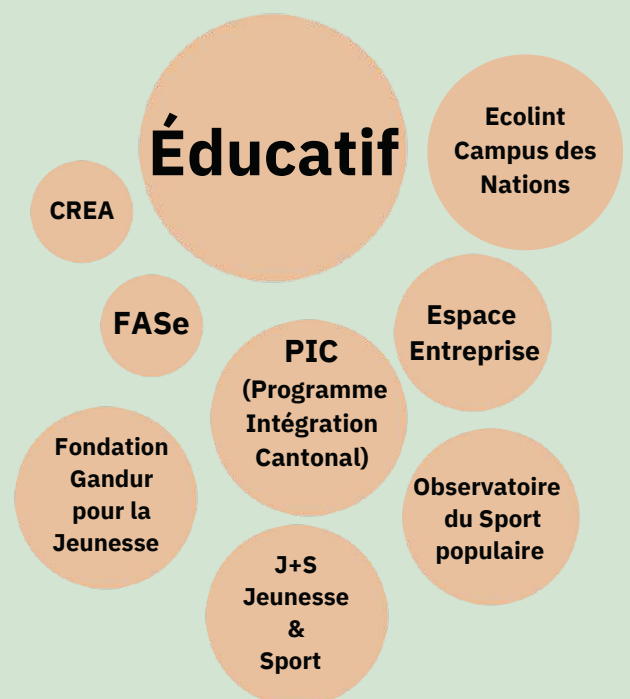 Éducatif
Ecolint
Campus des
Nations
CREA
FASe
Espace
Entreprise
PIC
(Programme
Intégration
Cantonal)
Fondation
Gandur
pour la
Jeunesse
Observatoire
du Sport
populaire
J+S
Jeunesse
&
Sport